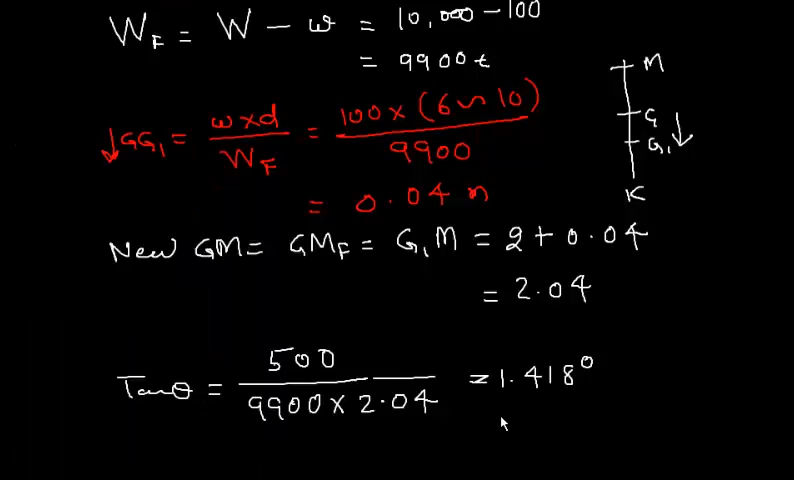 W_F = W - w = 10,000 - 100
= 9900 t
M
G
G₁
K
↓GG₁ = w x d / W_F = 100 x (6 ~ 10) / 9900
= 0.04 m
New GM = GM_F = G₁M = 2 + 0.04
= 2.04
Tan θ = 500 / 9900 x 2.04 = 1.418°